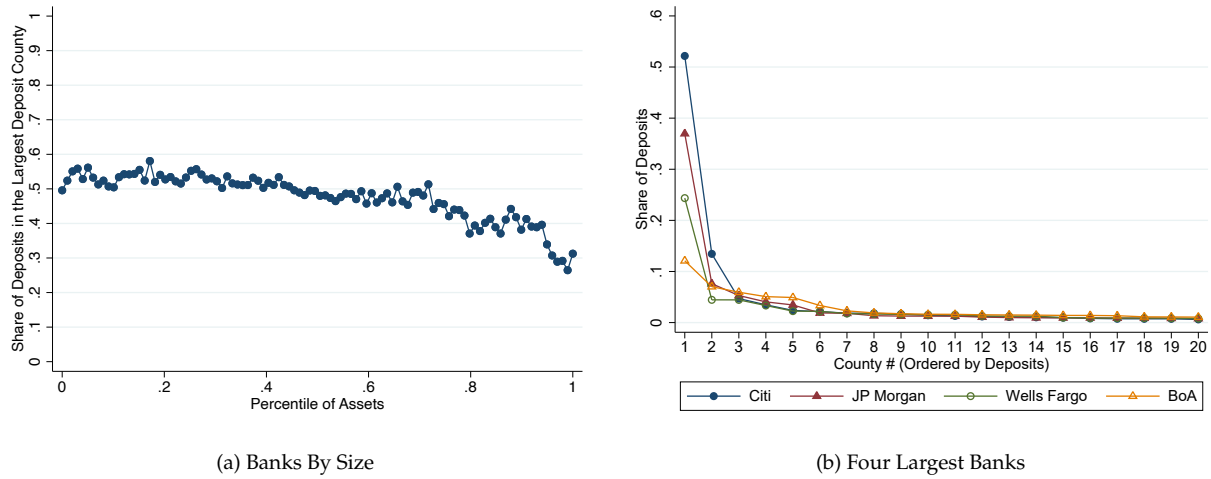 1
.9
.8
.7
.6
.5
.4
.3
.2
.1
0
Share of Deposits in the Largest Deposit County
0 .2 .4 .6 .8 1
Percentile of Assets
(a) Banks By Size
.6
.5
.4
.3
.2
.1
0
Share of Deposits
1 2 3 4 5 6 7 8 9 10 11 12 13 14 15 16 17 18 19 20
County # (Ordered by Deposits)
Citi JP Morgan Wells Fargo BoA
(b) Four Largest Banks